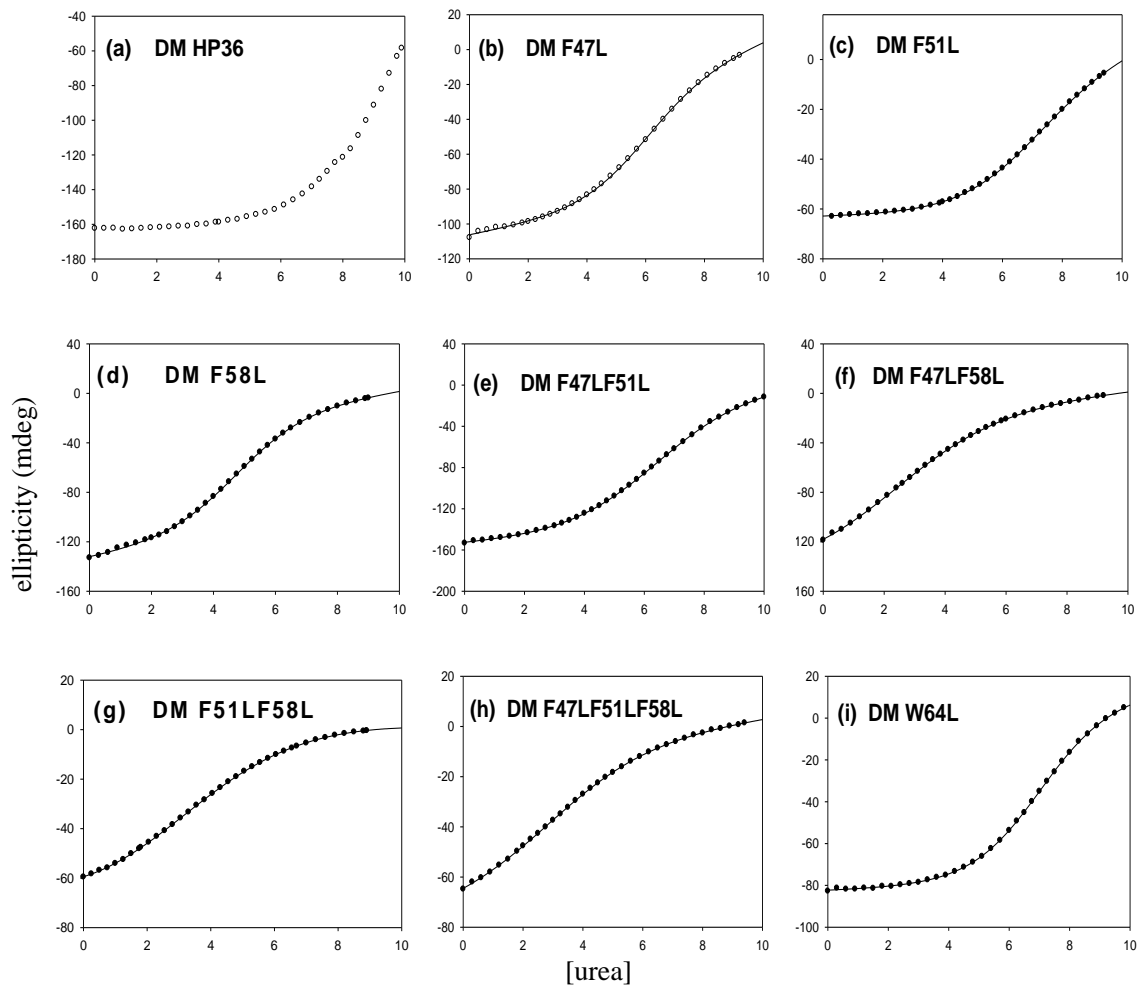 (a) DM HP36
-40
-60
-80
-100
-120
-140
-160
-180
0 2 4 6 8 10
(b) DM F47L
20
0
-20
-40
-60
-80
-100
-120
0 2 4 6 8 10
(c) DM F51L
0
-20
-40
-60
-80
0 2 4 6 8 10
(d) DM F58L
40
0
-40
-80
-120
-160
0 2 4 6 8 10
(e) DM F47LF51L
40
0
-40
-80
-120
-160
-200
0 2 4 6 8 10
(f) DM F47LF58L
40
0
-40
-80
120
160
0 2 4 6 8 10
(g) DM F51LF58L
20
0
-20
-40
-60
-80
0 2 4 6 8 10
(h) DM F47LF51LF58L
20
0
-20
-40
-60
-80
0 2 4 6 8 10
(i) DM W64L
20
0
-20
-40
-60
-80
-100
0 2 4 6 8 10
ellipticity (mdeg)
[urea]